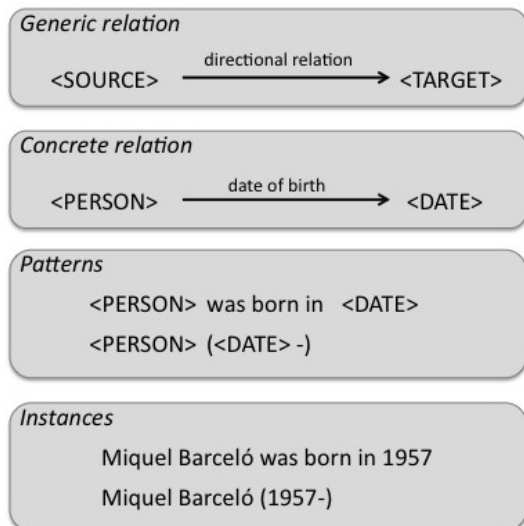 Generic relation
directional relation
<SOURCE> <TARGET>
Concrete relation
date of birth
<PERSON> <DATE>
Patterns
<PERSON> was born in <DATE>
<PERSON> (<DATE> -)
Instances
Miquel Barceló was born in 1957
Miquel Barceló (1957-)